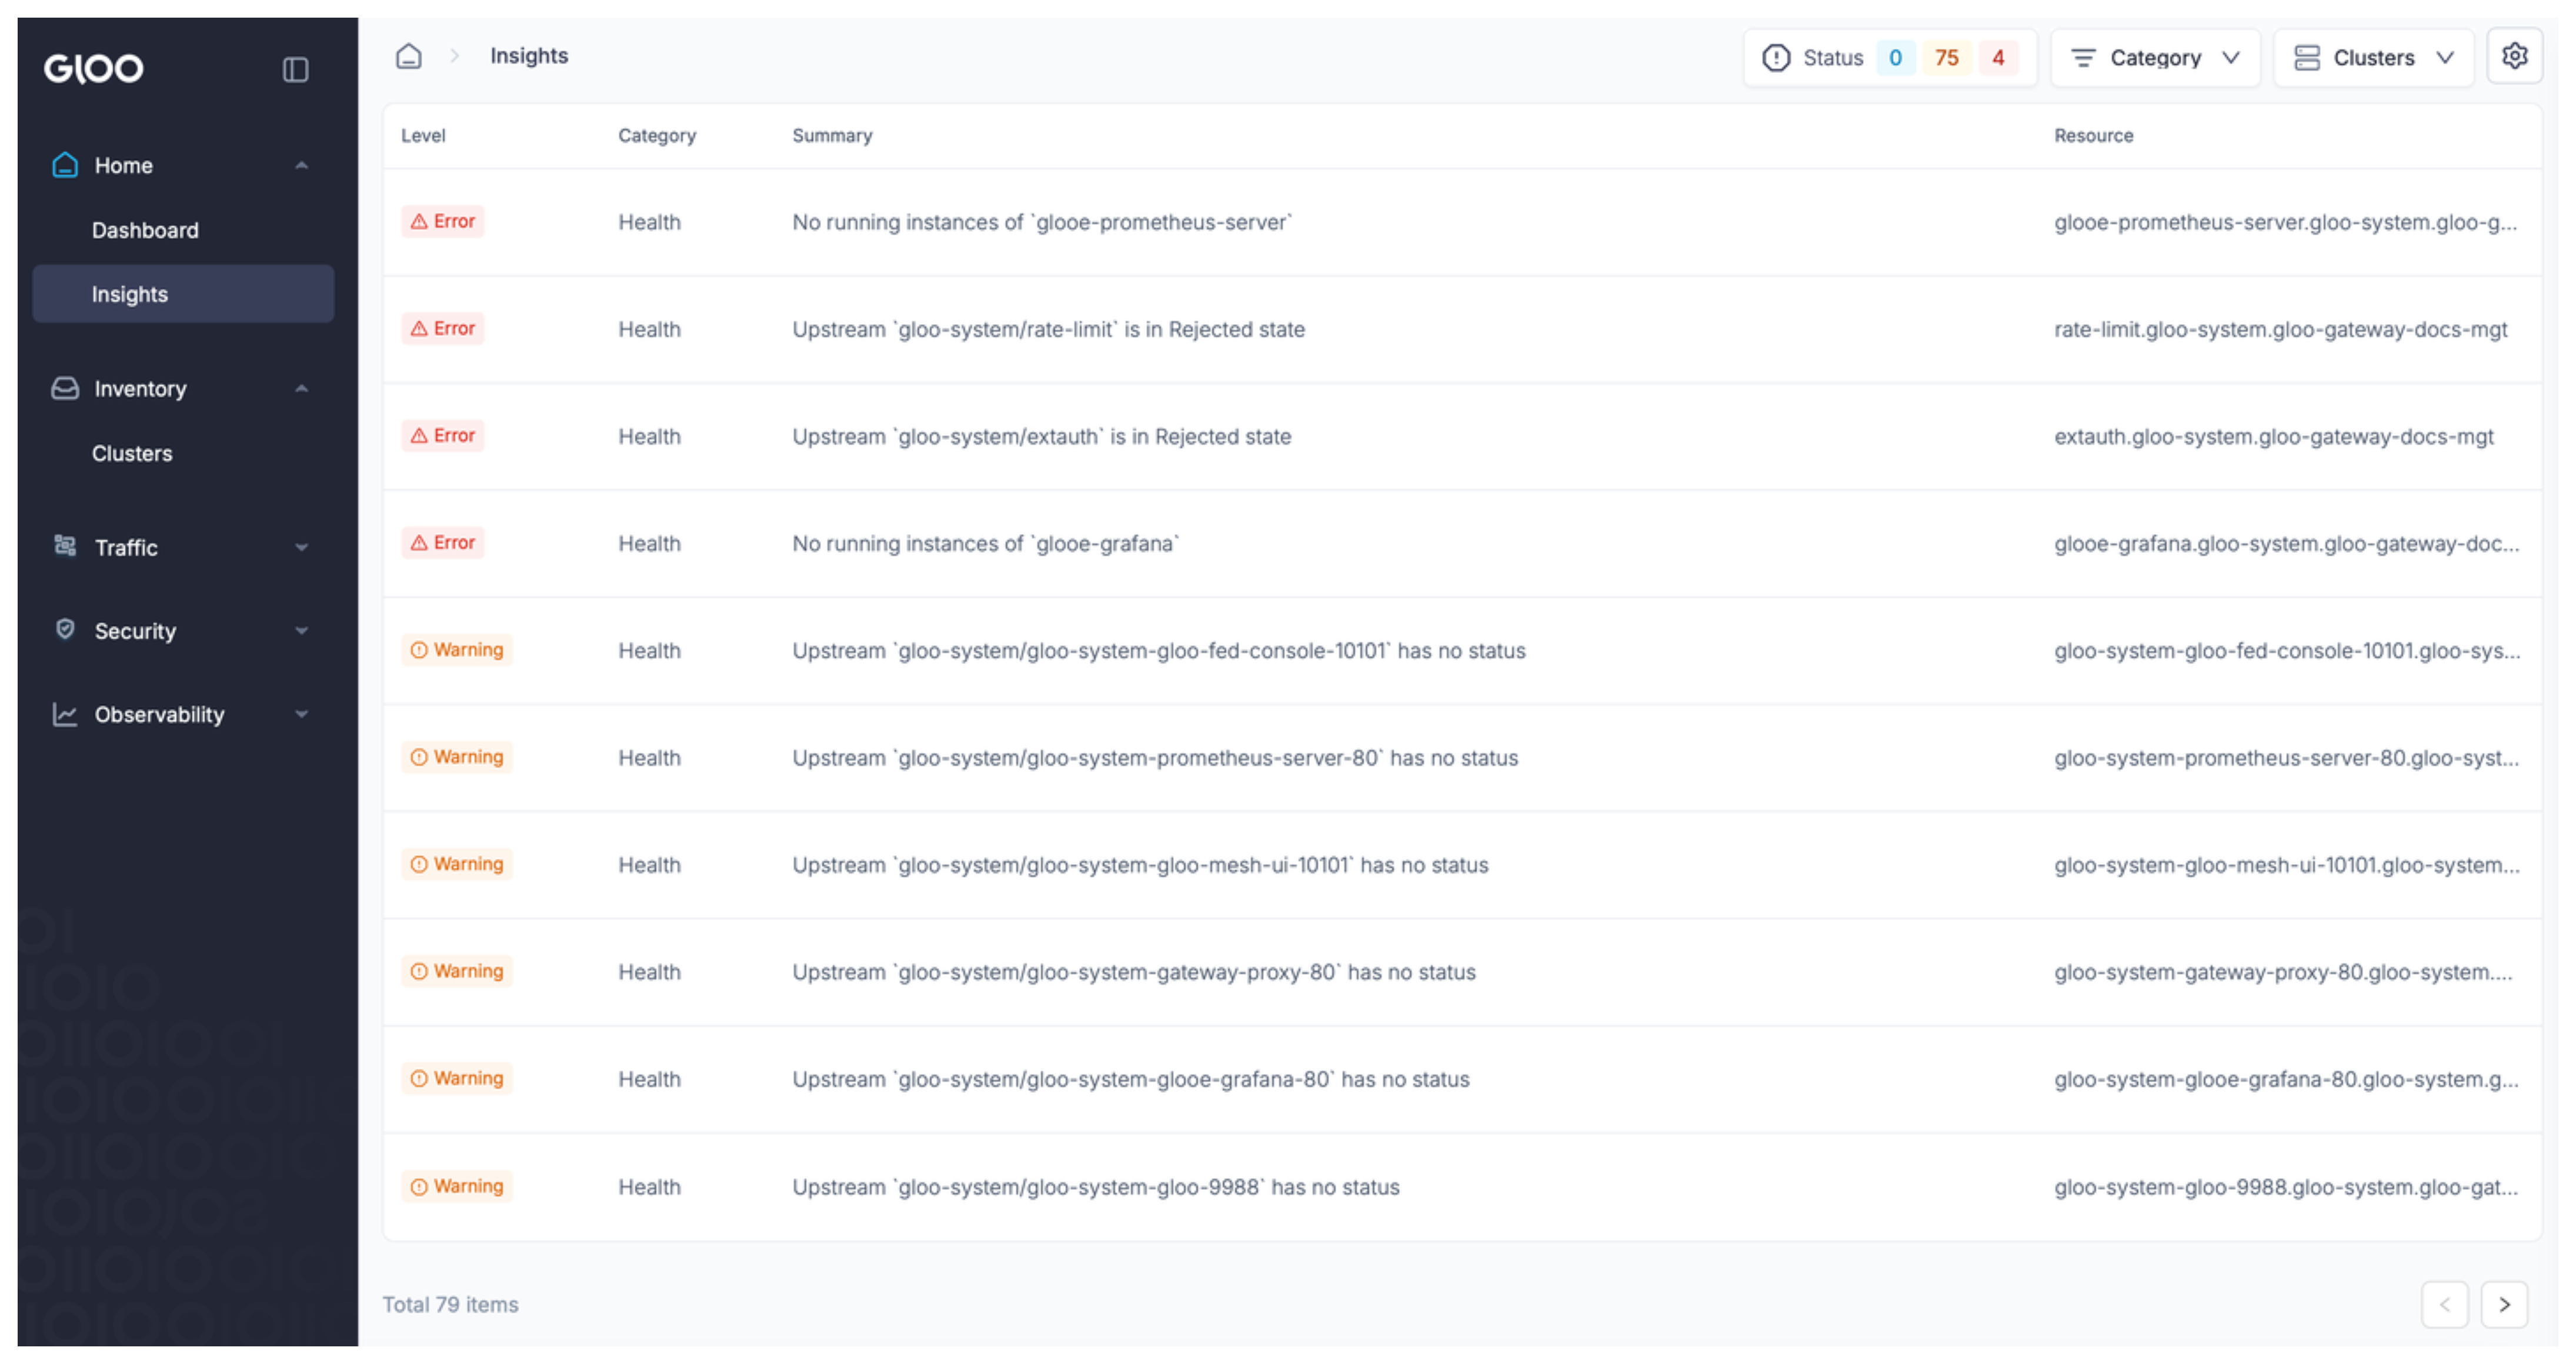 GLOO
Home
Dashboard
Insights
Inventory
Clusters
Traffic
Security
Observability
Insights
Status 0 75 4
Category
Clusters
Level Category Summary Resource
Error Health No running instances of `glooe-prometheus-server` glooe-prometheus-server.gloo-system.gloo-g...
Error Health Upstream `gloo-system/rate-limit` is in Rejected state rate-limit.gloo-system.gloo-gateway-docs-mgt
Error Health Upstream `gloo-system/extauth` is in Rejected state extauth.gloo-system.gloo-gateway-docs-mgt
Error Health No running instances of `glooe-grafana` glooe-grafana.gloo-system.gloo-gateway-doc...
Warning Health Upstream `gloo-system/gloo-system-gloo-fed-console-10101` has no status gloo-system-gloo-fed-console-10101.gloo-sys...
Warning Health Upstream `gloo-system/gloo-system-prometheus-server-80` has no status gloo-system-prometheus-server-80.gloo-syst...
Warning Health Upstream `gloo-system/gloo-system-gloo-mesh-ui-10101` has no status gloo-system-gloo-mesh-ui-10101.gloo-system...
Warning Health Upstream `gloo-system/gloo-system-gateway-proxy-80` has no status gloo-system-gateway-proxy-80.gloo-system....
Warning Health Upstream `gloo-system/gloo-system-glooe-grafana-80` has no status gloo-system-glooe-grafana-80.gloo-system.g...
Warning Health Upstream `gloo-system/gloo-system-gloo-9988` has no status gloo-system-gloo-9988.gloo-system.gloo-gat...
Total 79 items